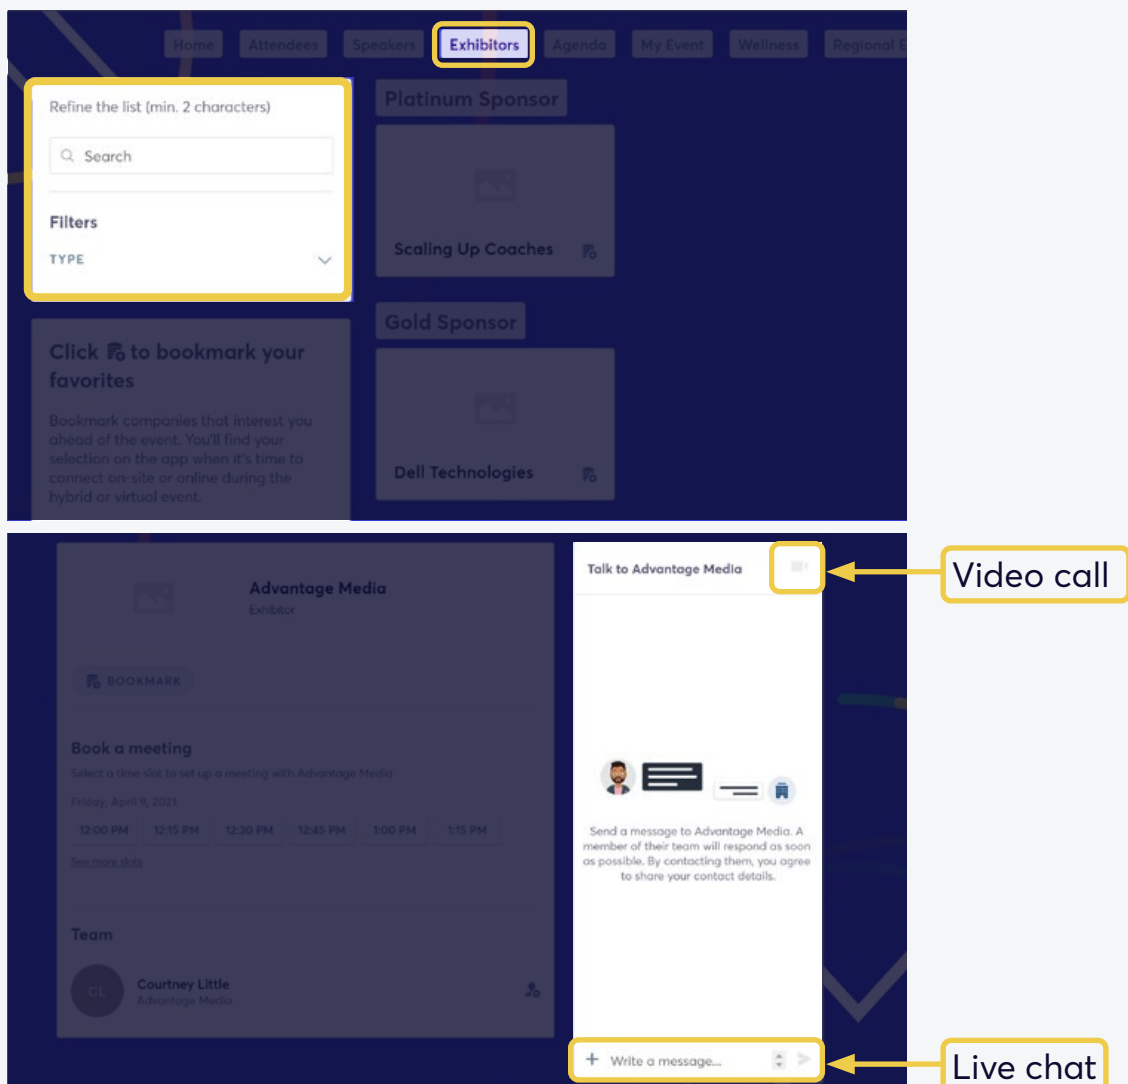 Home Attendees Speakers Exhibitors Agenda My Event Wellness Regional E
Refine the list (min. 2 characters)
Search
Filters
TYPE
Click to bookmark your
favorites
Bookmark companies that interest you
ahead of the event. You'll find your
selection on the app when it's time to
connect on-site or online during the
hybrid or virtual event.
Platinum Sponsor
Scaling Up Coaches
Gold Sponsor
Dell Technologies
Advantage Media
Exhibitor
BOOKMARK
Book a meeting
Select a time slot to set up a meeting with Advantage Media
Friday, April 9, 2021
12:00 PM 12:15 PM 12:30 PM 12:45 PM 1:00 PM 1:15 PM
See more slots
Team
CL
Courtney Little
Advantage Media
Talk to Advantage Media
Send a message to Advantage Media. A
member of their team will respond as soon
as possible. By contacting them, you agree
to share your contact details.
+ Write a message...
Video call
Live chat